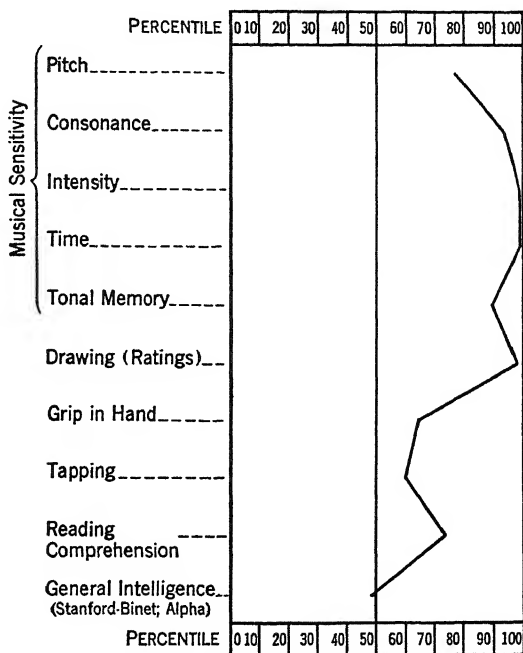 PERCENTILE 0 10 20 30 40 50 60 70 80 90 100
Musical Sensitivity
Pitch
Consonance
Intensity
Time
Tonal Memory
Drawing (Ratings)
Grip in Hand
Tapping
Reading
Comprehension
General Intelligence
(Stanford-Binet; Alpha)
PERCENTILE 0 10 20 30 40 50 60 70 80 90 100